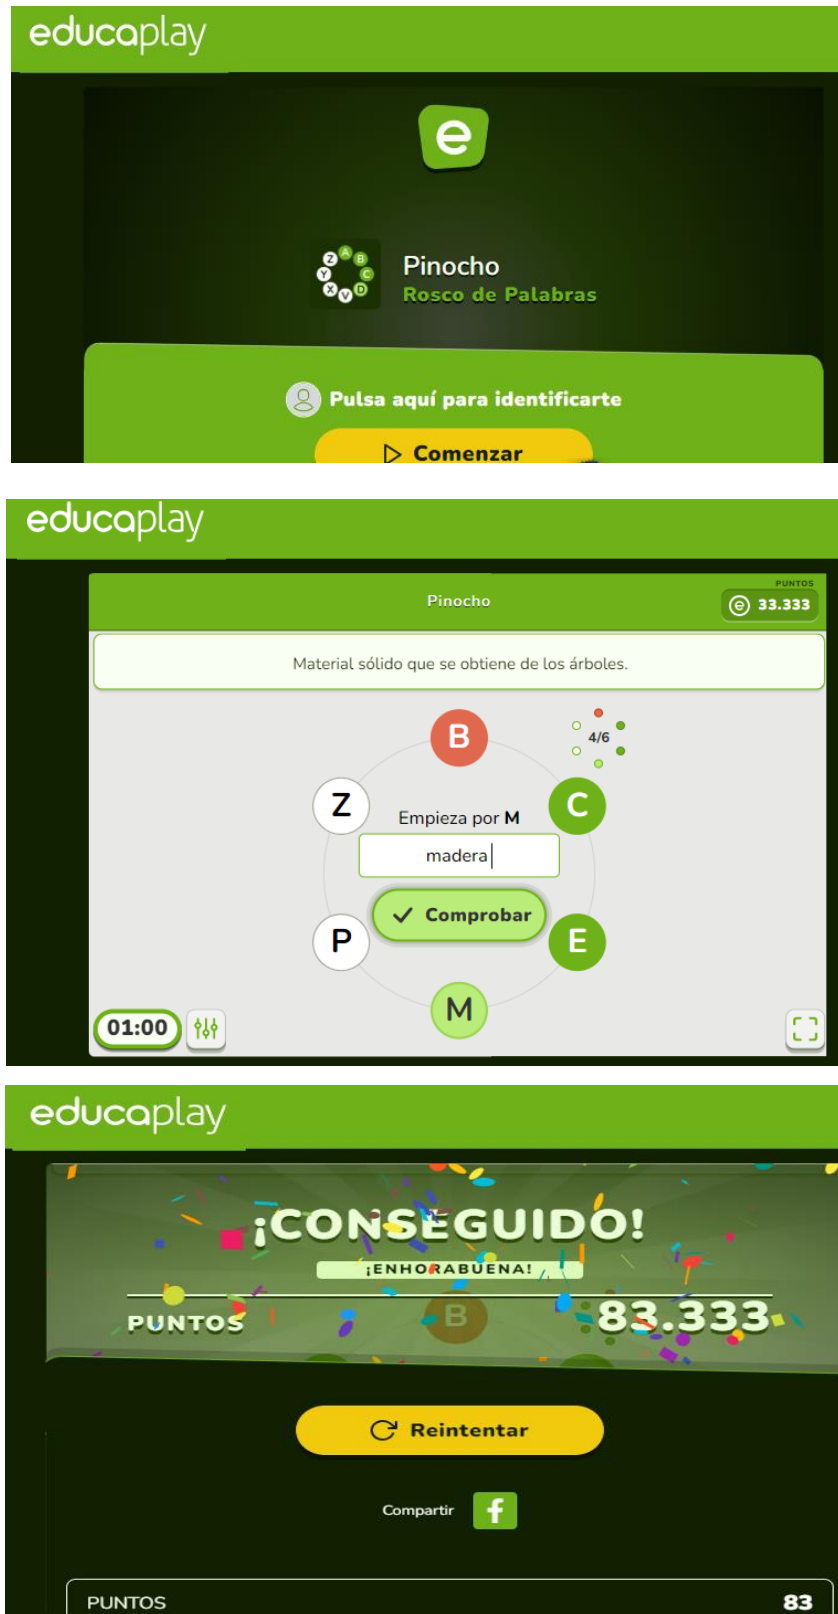 educaplay
e
Z A B
Y C
X V D
Pinocho
Rosco de Palabras
Pulsa aquí para identificarte
Comenzar
educaplay
Pinocho
PUNTOS
e 33.333
Material sólido que se obtiene de los árboles.
B
4/6
Z
C
Empieza por M
madera
Comprobar
P
E
M
01:00
educaplay
¡CONSEGUIDO!
¡ENHORABUENA!
B
PUNTOS 83.333
Reintentar
Compartir f
PUNTOS 83